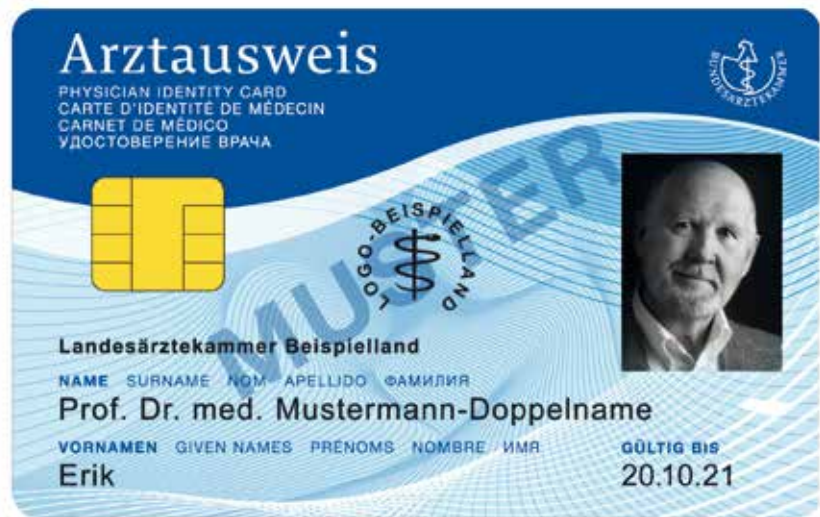 Arztausweis
PHYSICIAN IDENTITY CARD
CARTE D'IDENTITÉ DE MÉDECIN
CARNET DE MÉDICO
УДОСТОВЕРЕНИЕ ВРАЧА
BUNDESÄRZTEKAMMER
LOGO-BEISPIELLAND
MUSTER
Landesärztekammer Beispielland
NAME SURNAME NOM APELLIDO ФАМИЛИЯ
Prof. Dr. med. Mustermann-Doppelname
VORNAMEN GIVEN NAMES PRÉNOMS NOMBRE ИМЯ GÜLTIG BIS
Erik 20.10.21